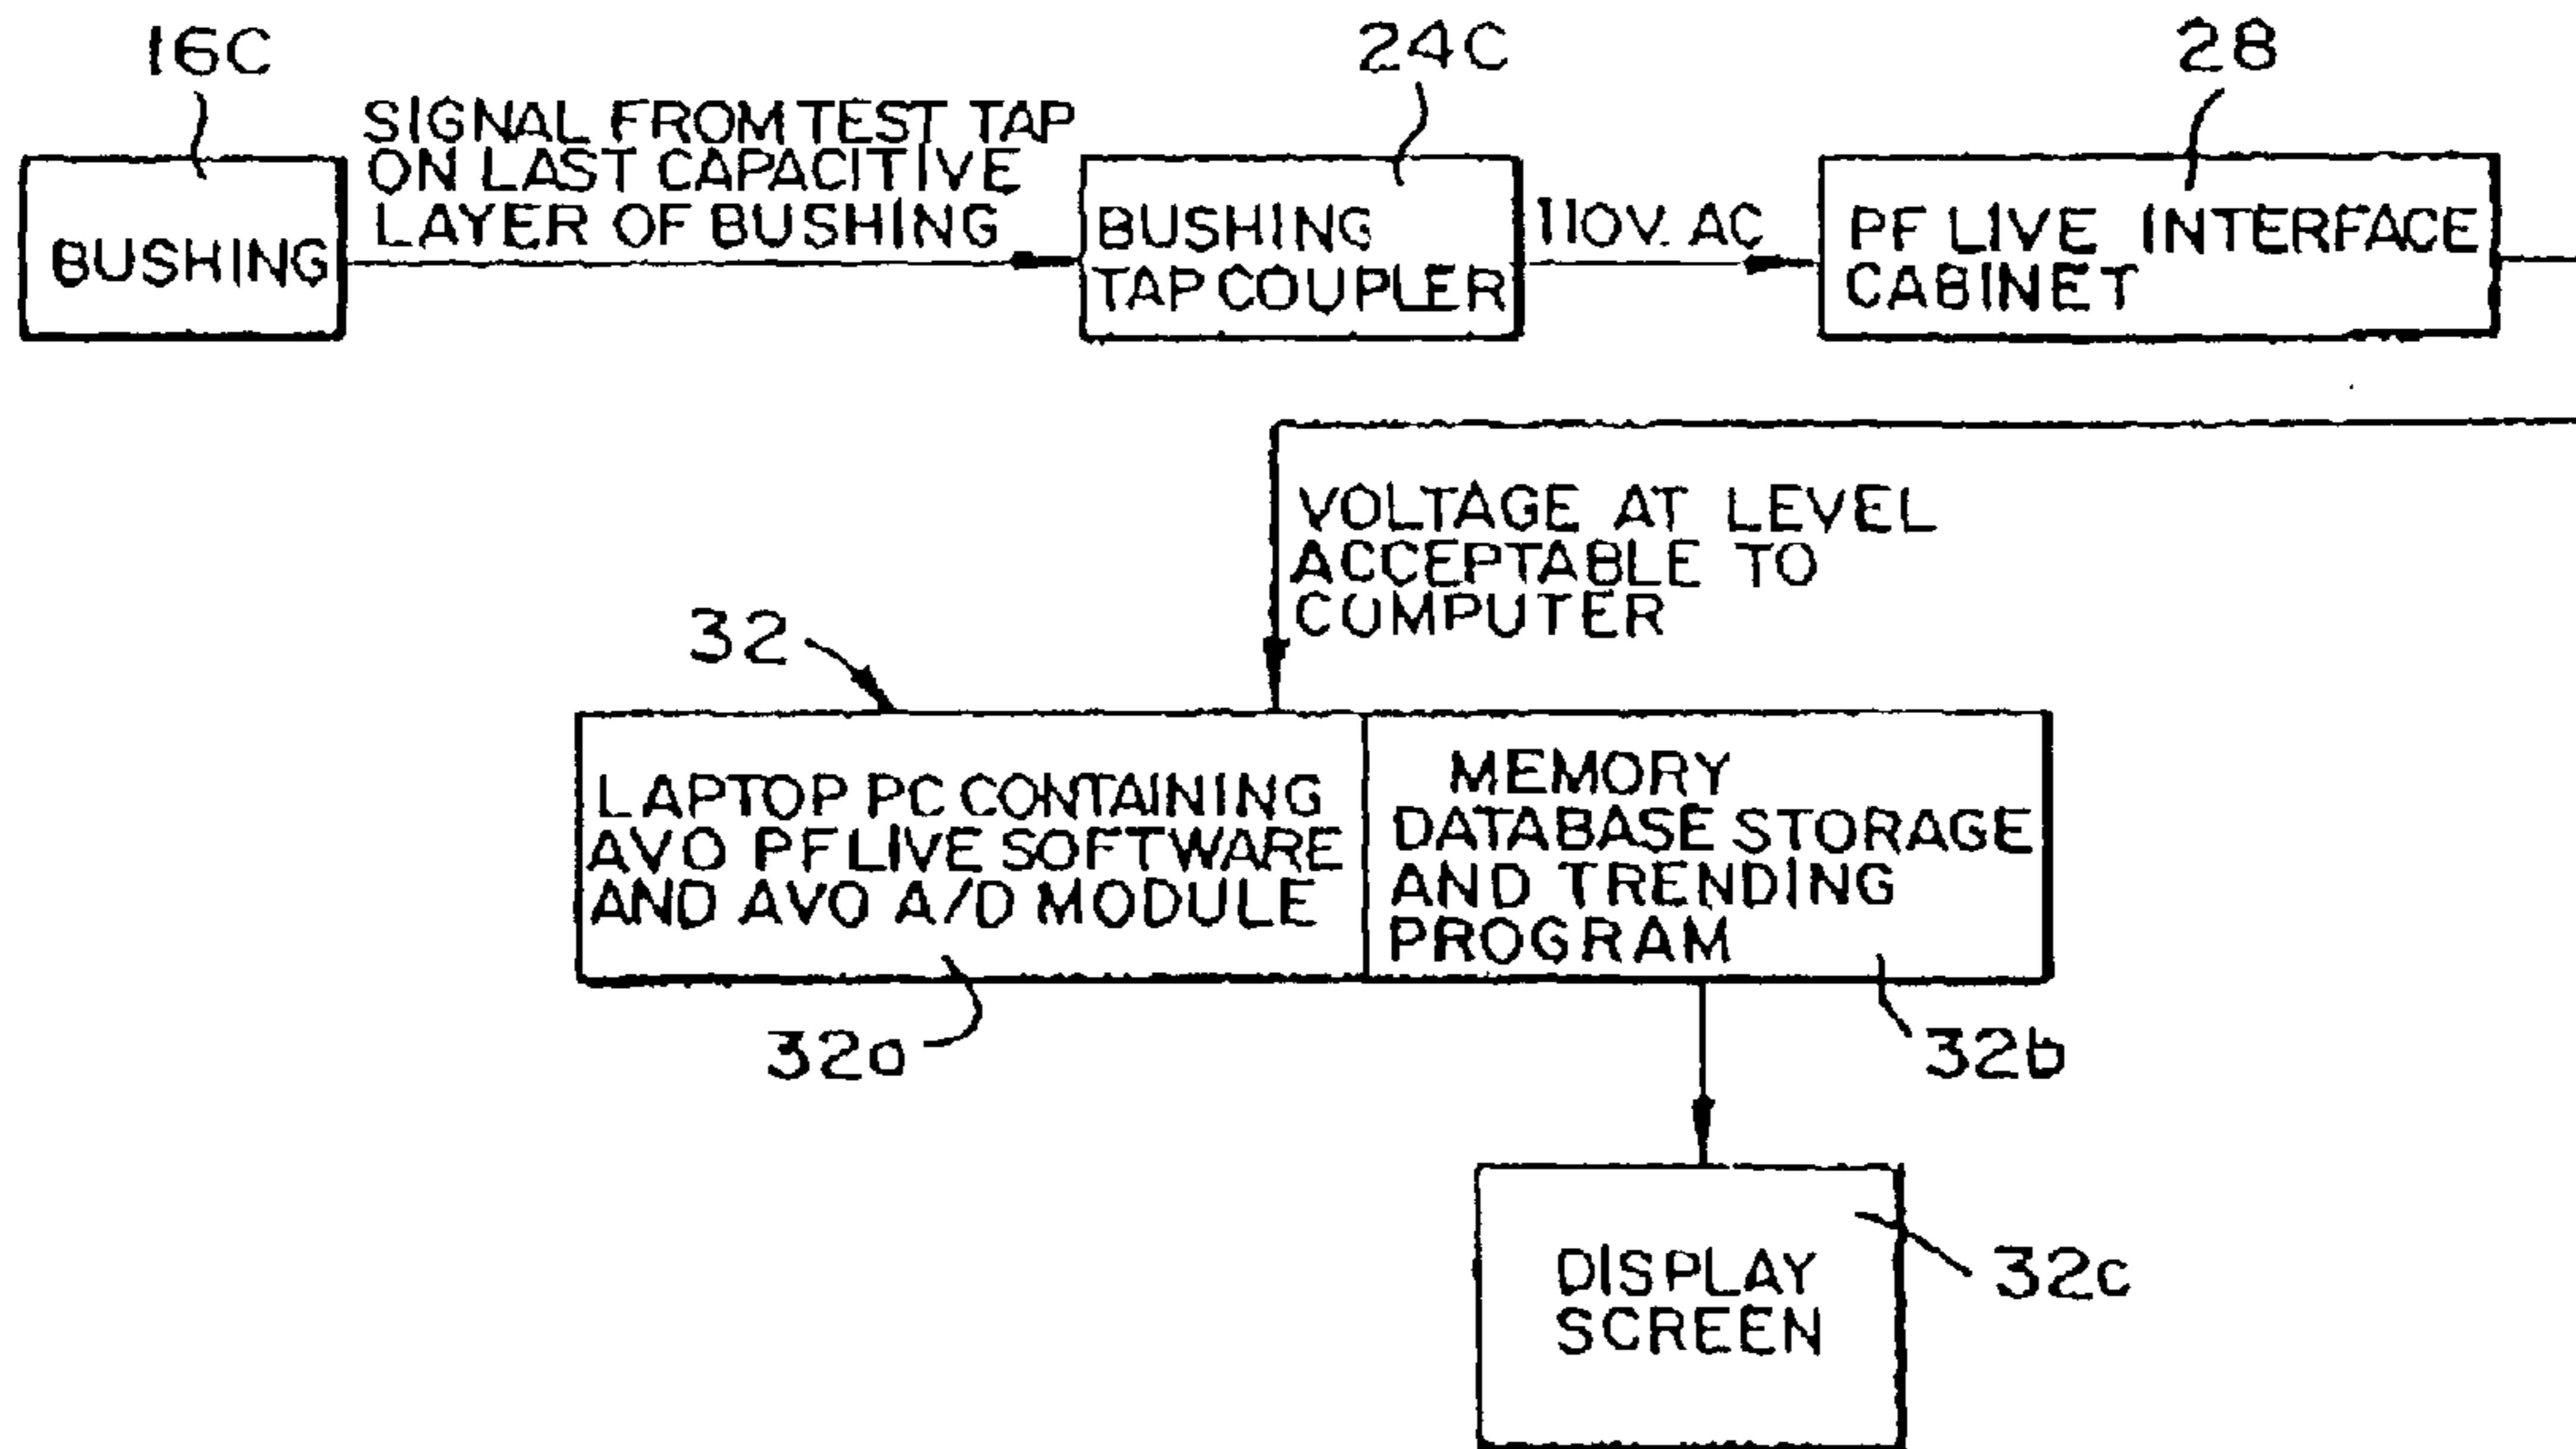 16C
24C
28
SIGNAL FROM TEST TAP
ON LAST CAPACITIVE
LAYER OF BUSHING
BUSHING
BUSHING
TAP COUPLER
110V. AC
PF LIVE INTERFACE
CABINET
VOLTAGE AT LEVEL
ACCEPTABLE TO
COMPUTER
32
LAPTOP PC CONTAINING
AVO PF LIVE SOFTWARE
AND AVO A/D MODULE
MEMORY
DATABASE STORAGE
AND TRENDING
PROGRAM
32a
32b
DISPLAY
SCREEN
32c